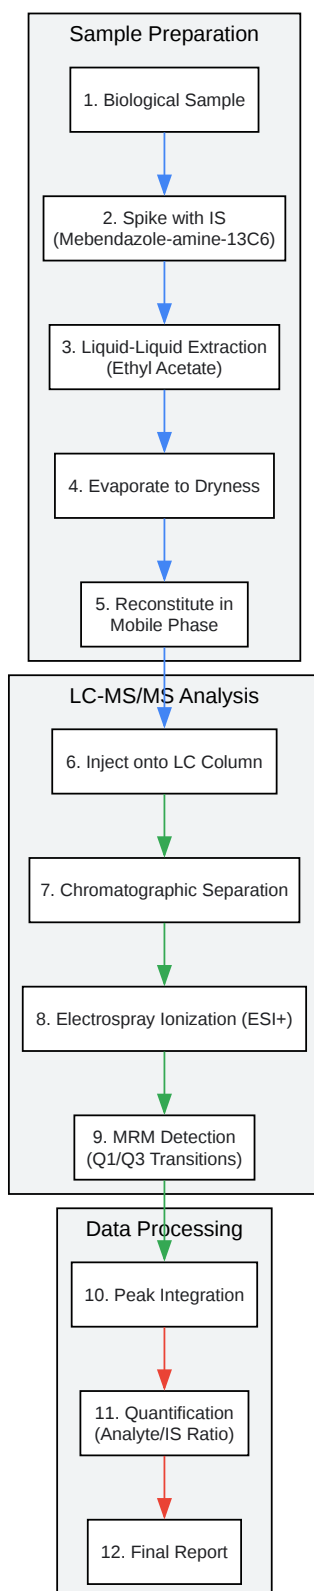 Sample Preparation
1. Biological Sample
2. Spike with IS
(Mebendazole-amine-13C6)
3. Liquid-Liquid Extraction
(Ethyl Acetate)
4. Evaporate to Dryness
5. Reconstitute in
Mobile Phase
LC-MS/MS Analysis
6. Inject onto LC Column
7. Chromatographic Separation
8. Electrospray Ionization (ESI+)
9. MRM Detection
(Q1/Q3 Transitions)
Data Processing
10. Peak Integration
11. Quantification
(Analyte/IS Ratio)
12. Final Report